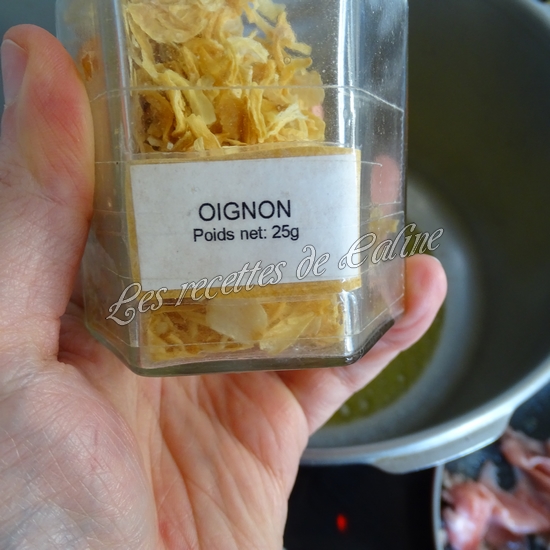 OIGNON
Poids net: 25g
Les recettes de Caline